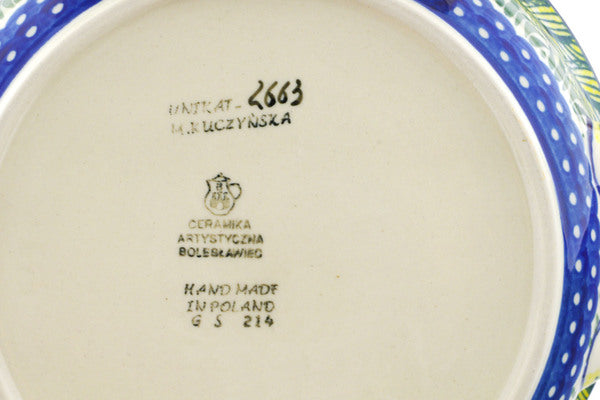 UNIKAT- 2663
M.KUCZYŃSKA
CERAMIKA
ARTYSTYCZNA
BOLESŁAWIEC
HAND MADE
IN POLAND
G S 214